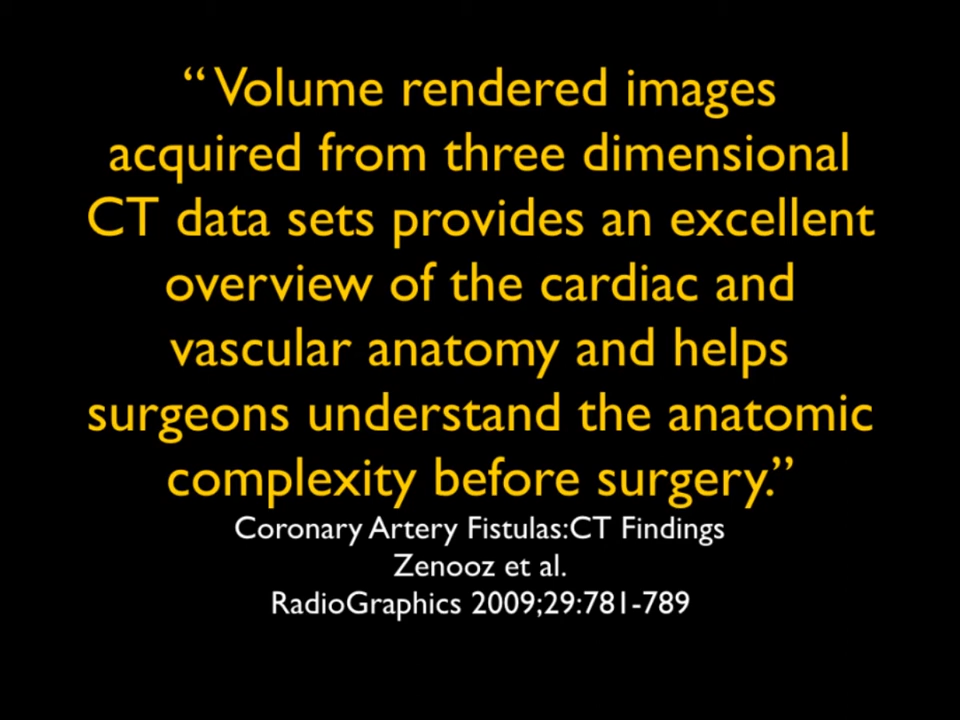 “ Volume rendered images
acquired from three dimensional
CT data sets provides an excellent
overview of the cardiac and
vascular anatomy and helps
surgeons understand the anatomic
complexity before surgery.”
Coronary Artery Fistulas:CT Findings
Zenooz et al.
RadioGraphics 2009;29:781-789